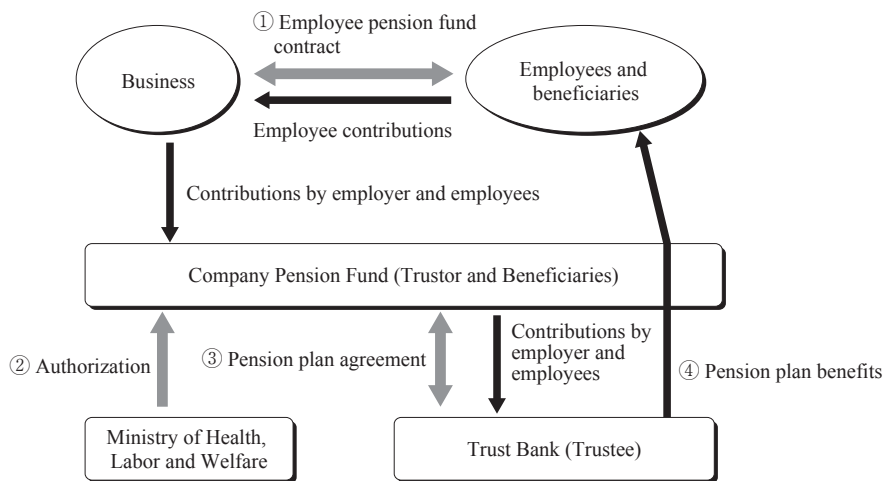 ① Employee pension fund
contract
Business
Employees and
beneficiaries
Employee contributions
Contributions by employer and employees
Company Pension Fund (Trustor and Beneficiaries)
② Authorization
③ Pension plan agreement
Contributions by
employer and
employees
④ Pension plan benefits
Ministry of Health,
Labor and Welfare
Trust Bank (Trustee)